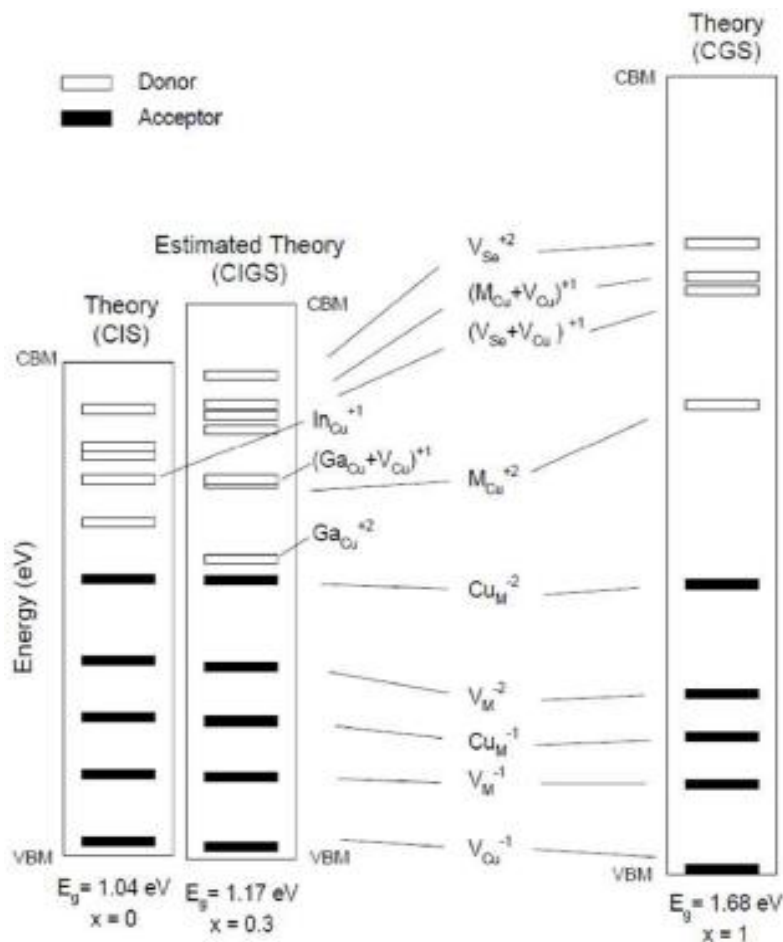 Theory
(CGS)
CBM
Donor
Acceptor
Estimated Theory
(CIGS)
Theory
(CIS)
CBM
CBM
V_Se^+2
(M_Cu+V_Cu)^+1
(V_Se+V_Cu)^+1
In_Cu^+1
(Ga_Cu+V_Cu)^+1
M_Cu^+2
Ga_Cu^+2
Cu_M^-2
V_M^-2
Cu_M^-1
V_M^-1
V_Cu^-1
Energy (eV)
VBM
VBM
VBM
E_g= 1.04 eV
x = 0
E_g= 1.17 eV
x = 0.3
E_g= 1.68 eV
x = 1